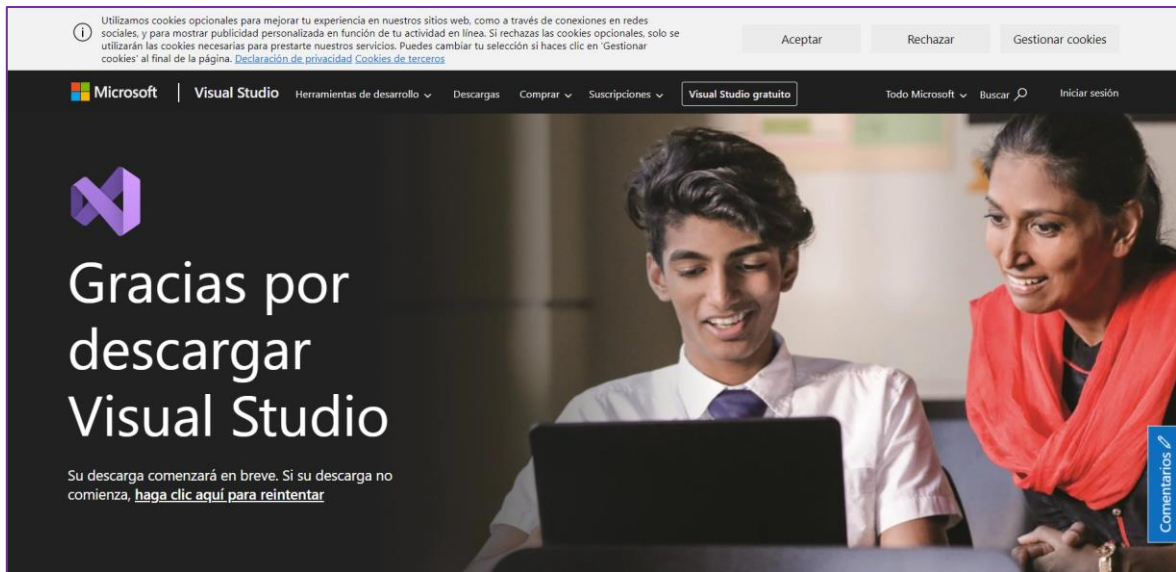 Utilizamos cookies opcionales para mejorar tu experiencia en nuestros sitios web, como a través de conexiones en redes
sociales, y para mostrar publicidad personalizada en función de tu actividad en línea. Si rechazas las cookies opcionales, solo se
utilizarán las cookies necesarias para prestarte nuestros servicios. Puedes cambiar tu selección si haces clic en 'Gestionar
cookies' al final de la página. Declaración de privacidad Cookies de terceros
Aceptar
Rechazar
Gestionar cookies
Microsoft
Visual Studio
Herramientas de desarrollo
Descargas
Comprar
Suscripciones
Visual Studio gratuito
Todo Microsoft
Buscar
Iniciar sesión
Gracias por
descargar
Visual Studio
Su descarga comenzará en breve. Si su descarga no
comienza, haga clic aquí para reintentar
Comentarios